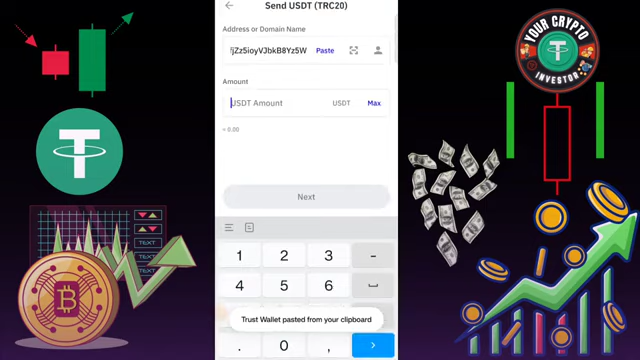 Send USDT (TRC20)
YOUR CRYPTO
INVESTOR
Address or Domain Name
fjZz5ioyVJbkB8Yz5W Paste
Amount
USDT Amount USDT Max
≈ 0.00
Next
TEXT
TEXT
TEXT
1 2 3 -
4 5 6
Trust Wallet pasted from your clipboard
. 0 ,